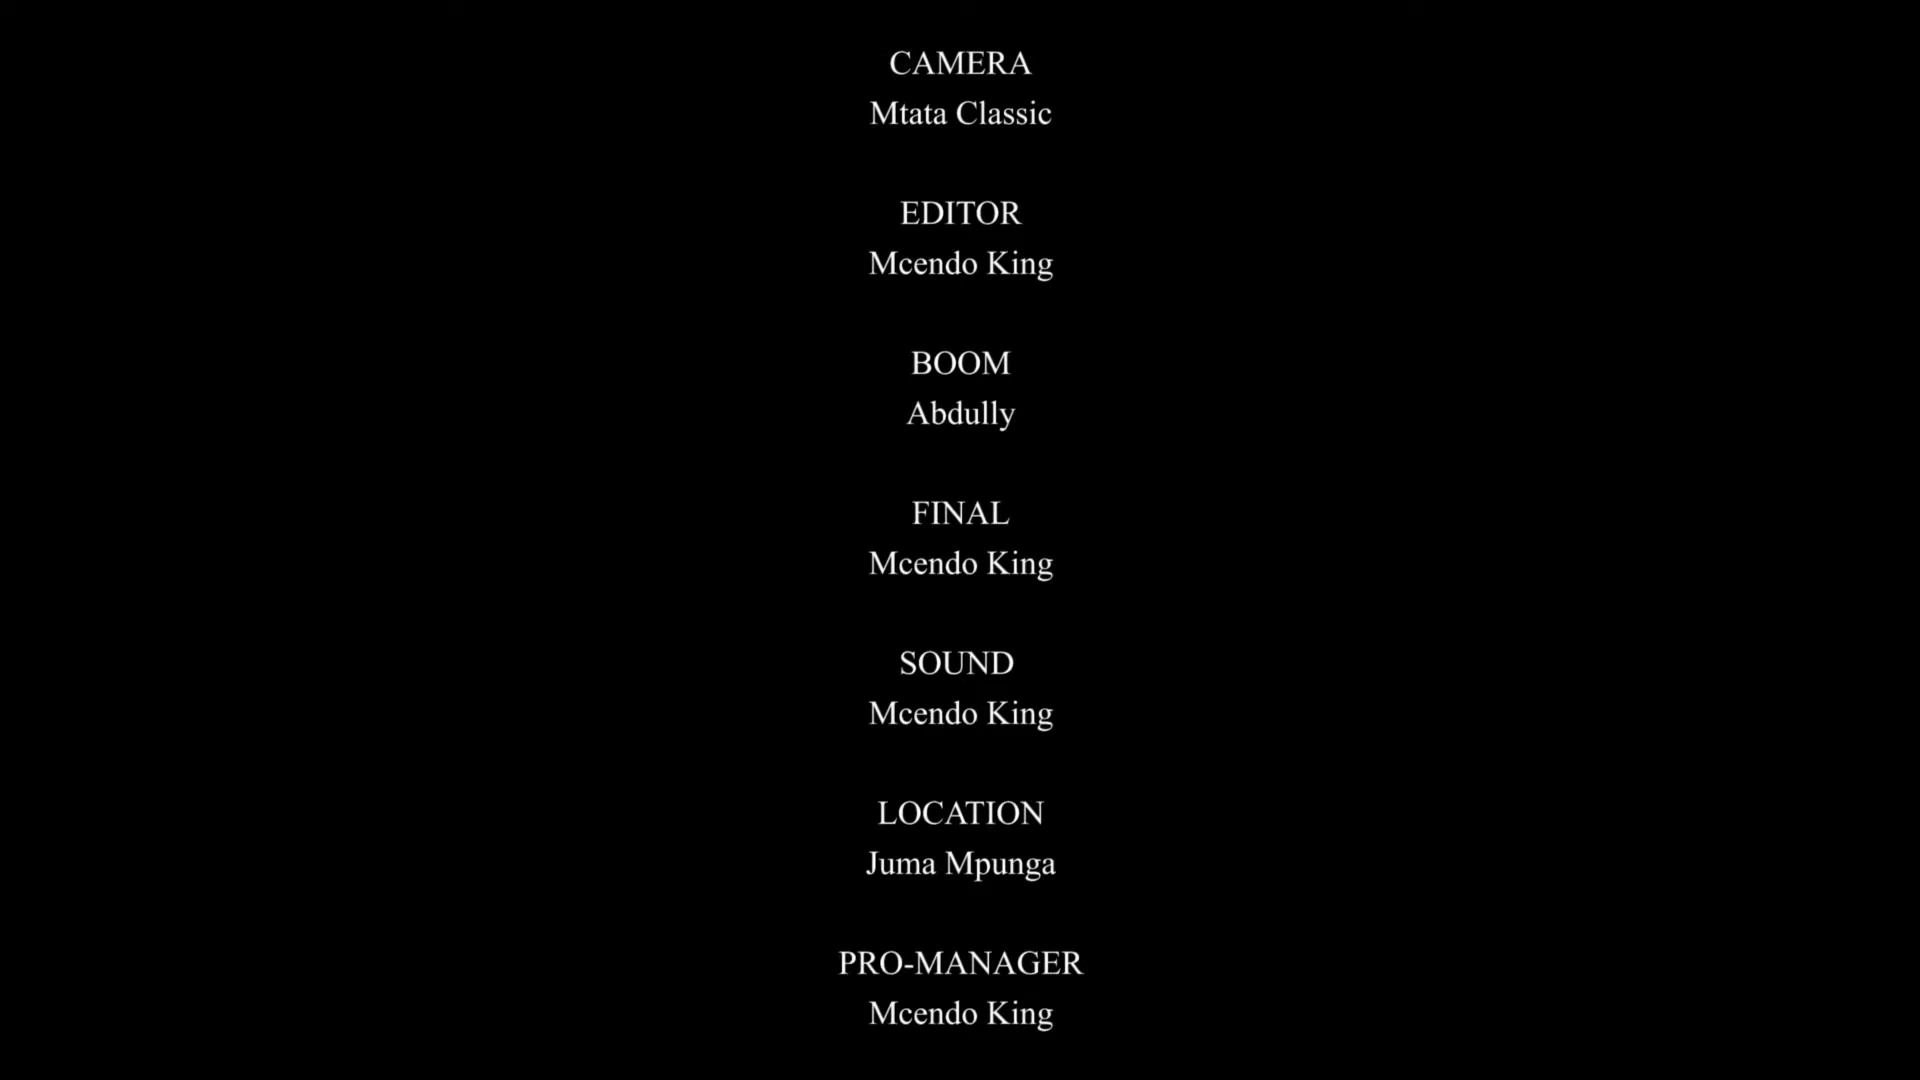 CAMERA
Mtata Classic
EDITOR
Mcendo King
BOOM
Abdully
FINAL
Mcendo King
SOUND
Mcendo King
LOCATION
Juma Mpunga
PRO-MANAGER
Mcendo King